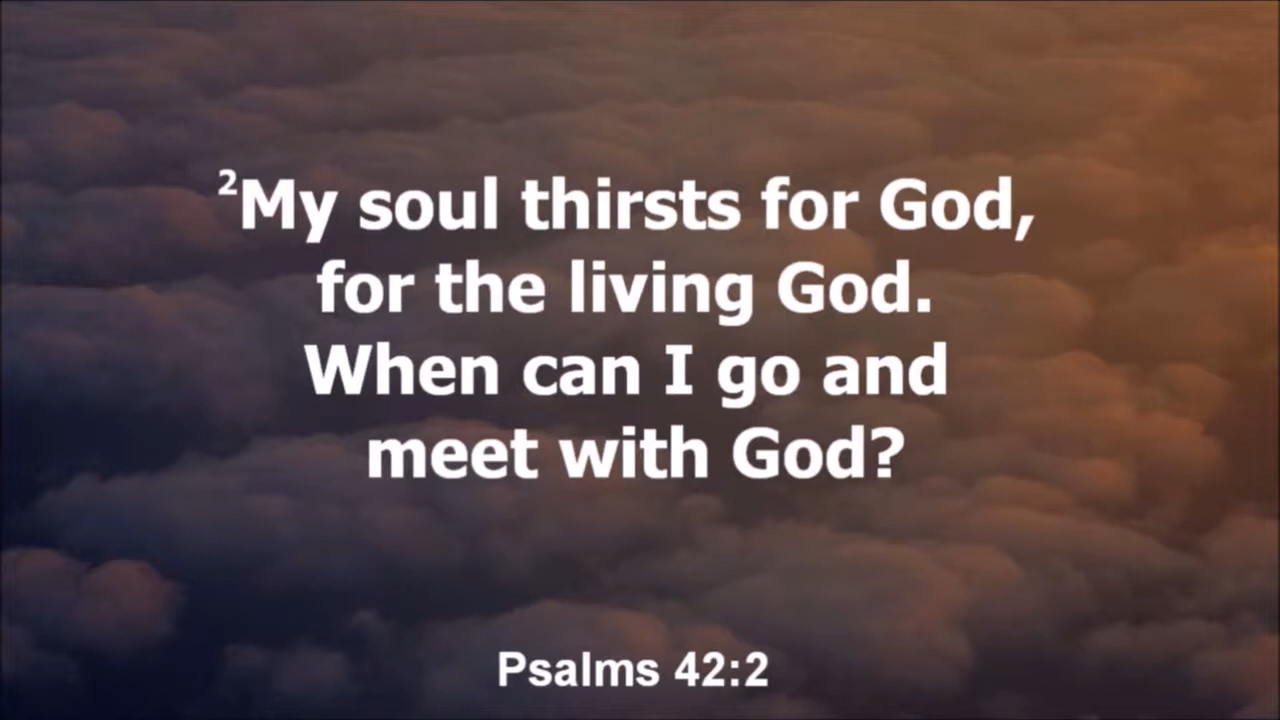 ²My soul thirsts for God,
for the living God.
When can I go and
meet with God?
Psalms 42:2